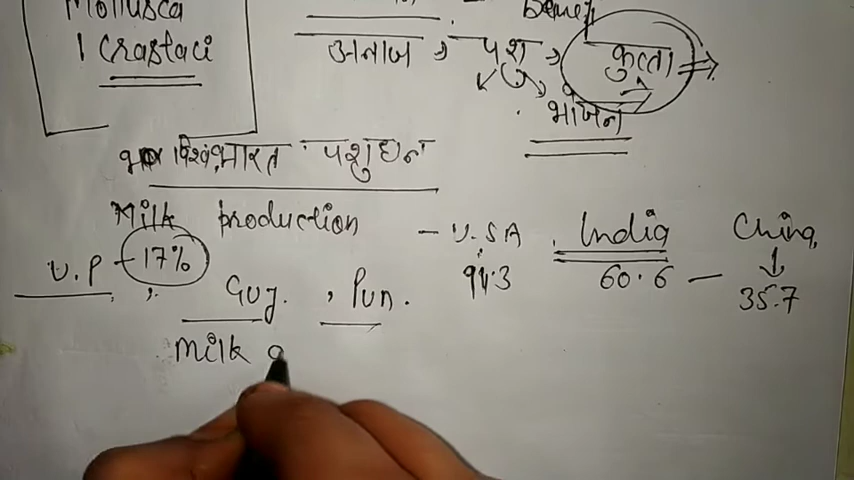 Mollusca
1 Crastaci
अनाज , पशु , कुत्ता
भोजन
विश्व, भारत पशुधन
Milk production - U.S.A India China,
94.3 60.6 - 35.7
U.P - 17%, Guj. , Pun.
Milk